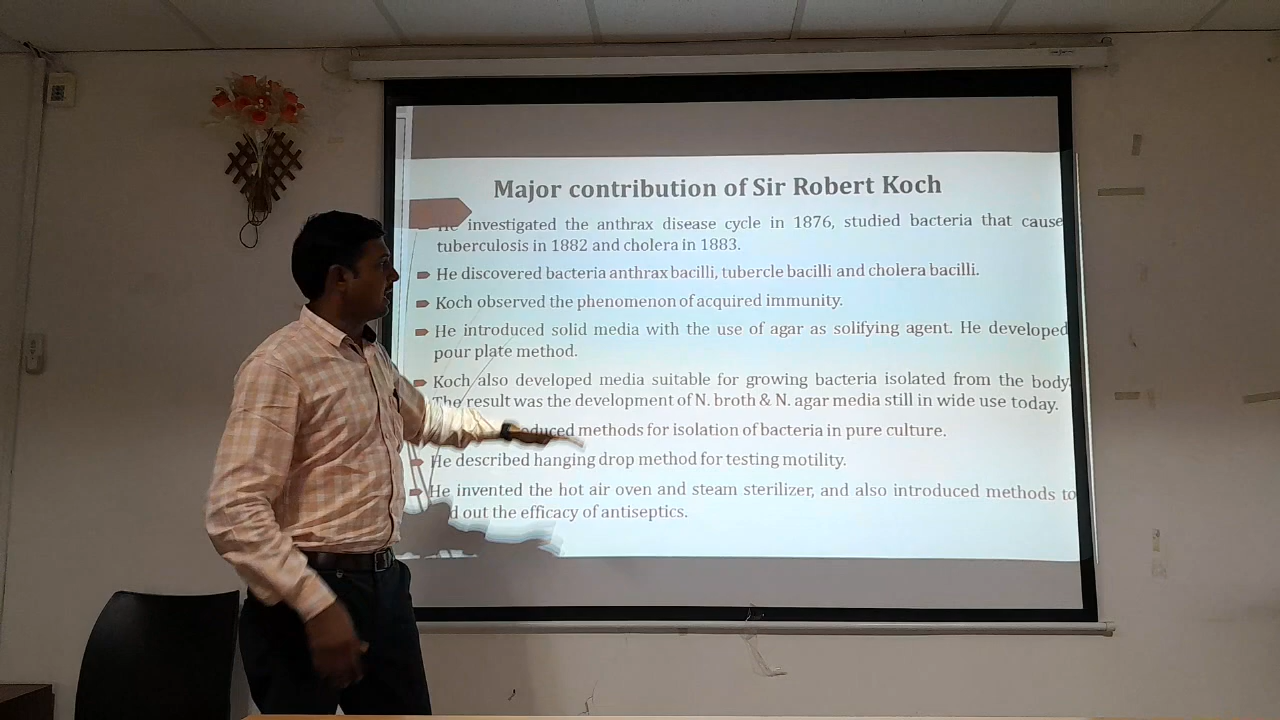 Major contribution of Sir Robert Koch
He investigated the anthrax disease cycle in 1876, studied bacteria that cause
tuberculosis in 1882 and cholera in 1883.
He discovered bacteria anthrax bacilli, tubercle bacilli and cholera bacilli.
Koch observed the phenomenon of acquired immunity.
He introduced solid media with the use of agar as solifying agent. He developed
pour plate method.
Koch also developed media suitable for growing bacteria isolated from the body.
The result was the development of N. broth & N. agar media still in wide use today.
methods for isolation of bacteria in pure culture.
He described hanging drop method for testing motility.
He invented the hot air oven and steam sterilizer, and also introduced methods to
out the efficacy of antiseptics.